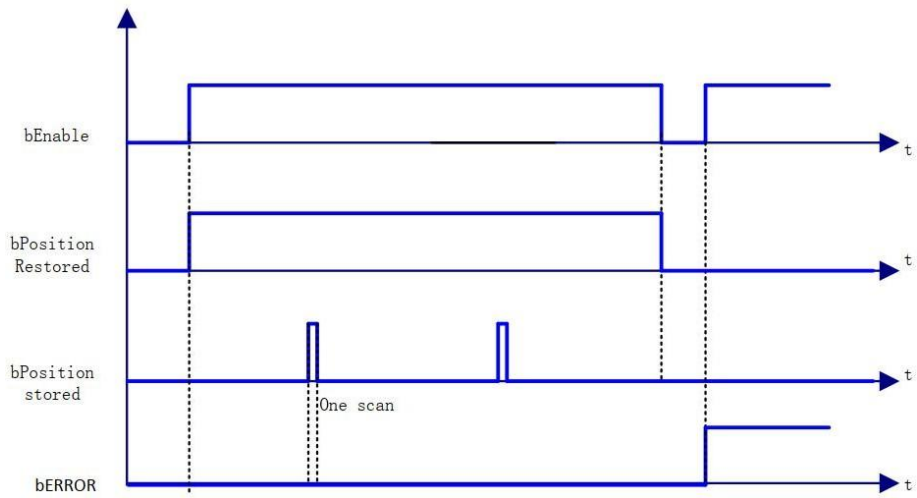 bEnable
t
bPosition
Restored
t
bPosition
stored
t
One scan
bERROR
t